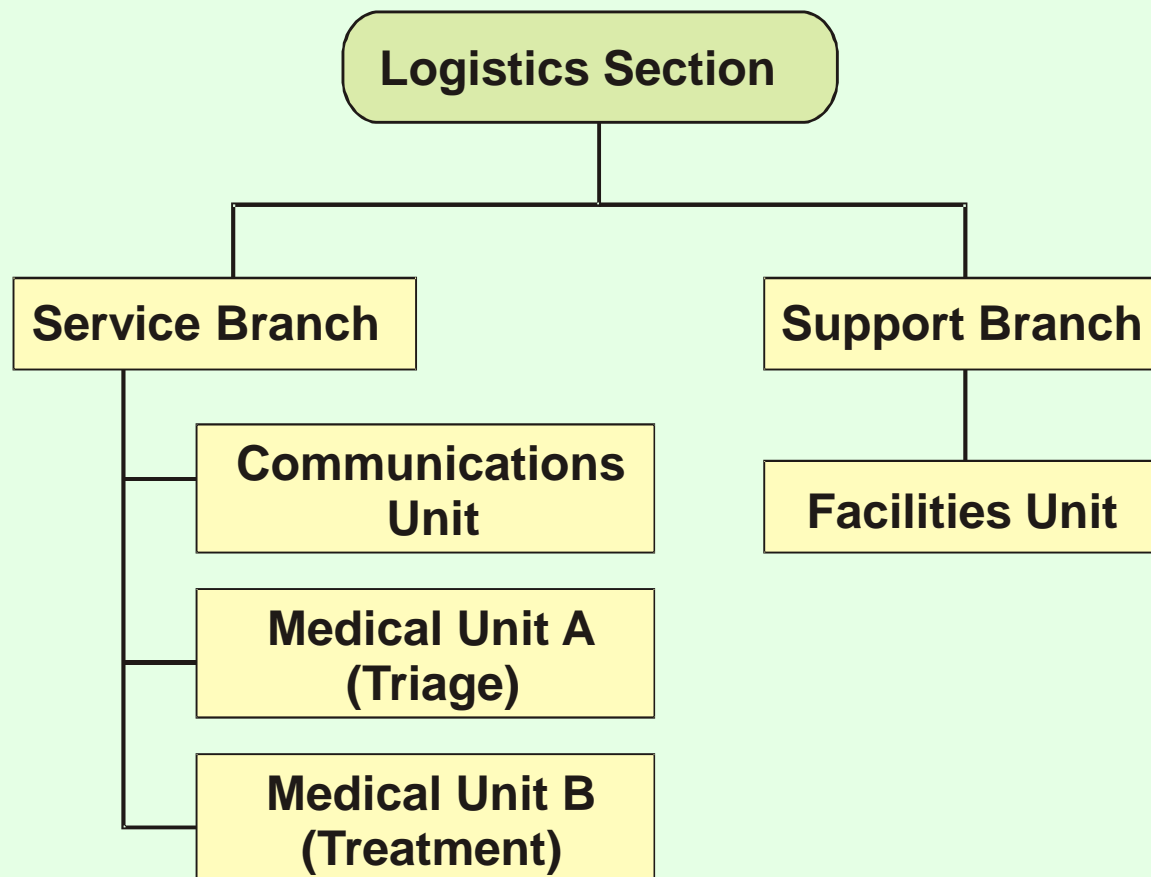 Logistics Section
Service Branch
Support Branch
Communications
Unit
Facilities Unit
Medical Unit A
(Triage)
Medical Unit B
(Treatment)